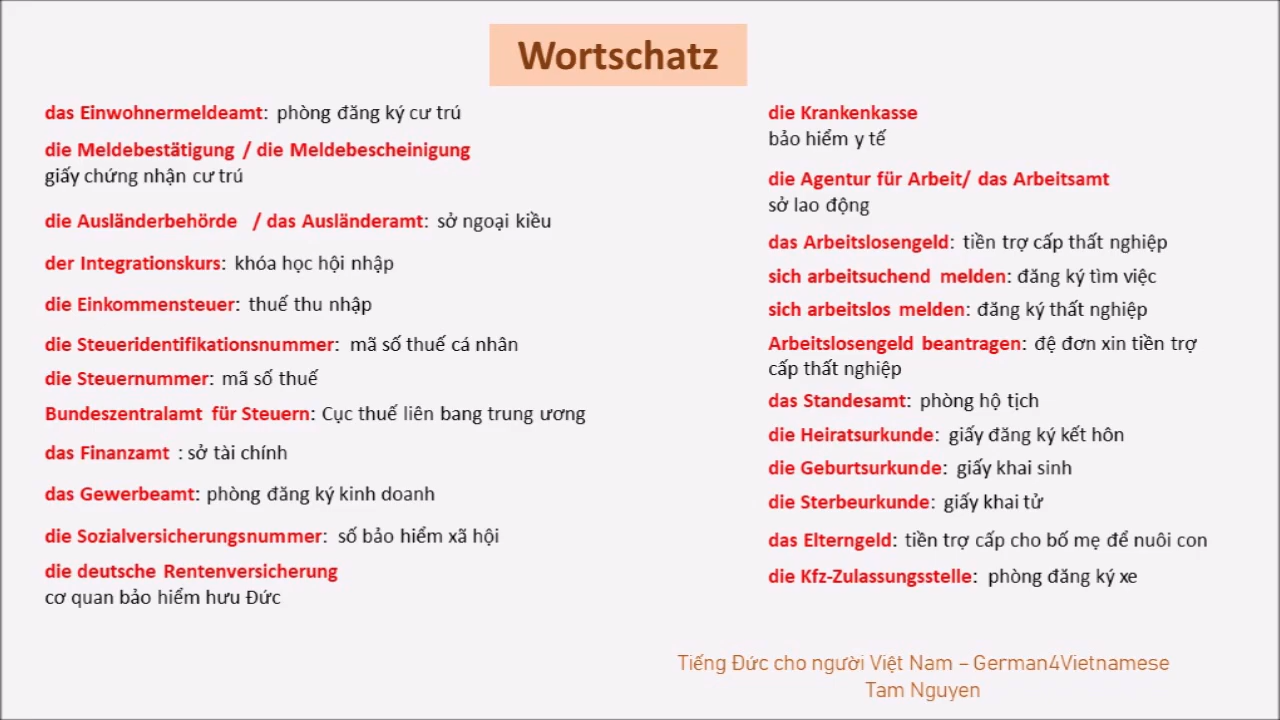 Wortschatz
das Einwohnermeldeamt: phòng đăng ký cư trú
die Meldebestätigung / die Meldebescheinigung
giấy chứng nhận cư trú
die Ausländerbehörde / das Ausländeramt: sở ngoại kiều
der Integrationskurs: khóa học hội nhập
die Einkommensteuer: thuế thu nhập
die Steueridentifikationsnummer: mã số thuế cá nhân
die Steuernummer: mã số thuế
Bundeszentralamt für Steuern: Cục thuế liên bang trung ương
das Finanzamt : sở tài chính
das Gewerbeamt: phòng đăng ký kinh doanh
die Sozialversicherungsnummer: số bảo hiểm xã hội
die deutsche Rentenversicherung
cơ quan bảo hiểm hưu Đức
die Krankenkasse
bảo hiểm y tế
die Agentur für Arbeit/ das Arbeitsamt
sở lao động
das Arbeitslosengeld: tiền trợ cấp thất nghiệp
sich arbeitsuchend melden: đăng ký tìm việc
sich arbeitslos melden: đăng ký thất nghiệp
Arbeitslosengeld beantragen: đệ đơn xin tiền trợ
cấp thất nghiệp
das Standesamt: phòng hộ tịch
die Heiratsurkunde: giấy đăng ký kết hôn
die Geburtsurkunde: giấy khai sinh
die Sterbeurkunde: giấy khai tử
das Elterngeld: tiền trợ cấp cho bố mẹ để nuôi con
die Kfz-Zulassungsstelle: phòng đăng ký xe
Tiếng Đức cho người Việt Nam – German4Vietnamese
Tam Nguyen